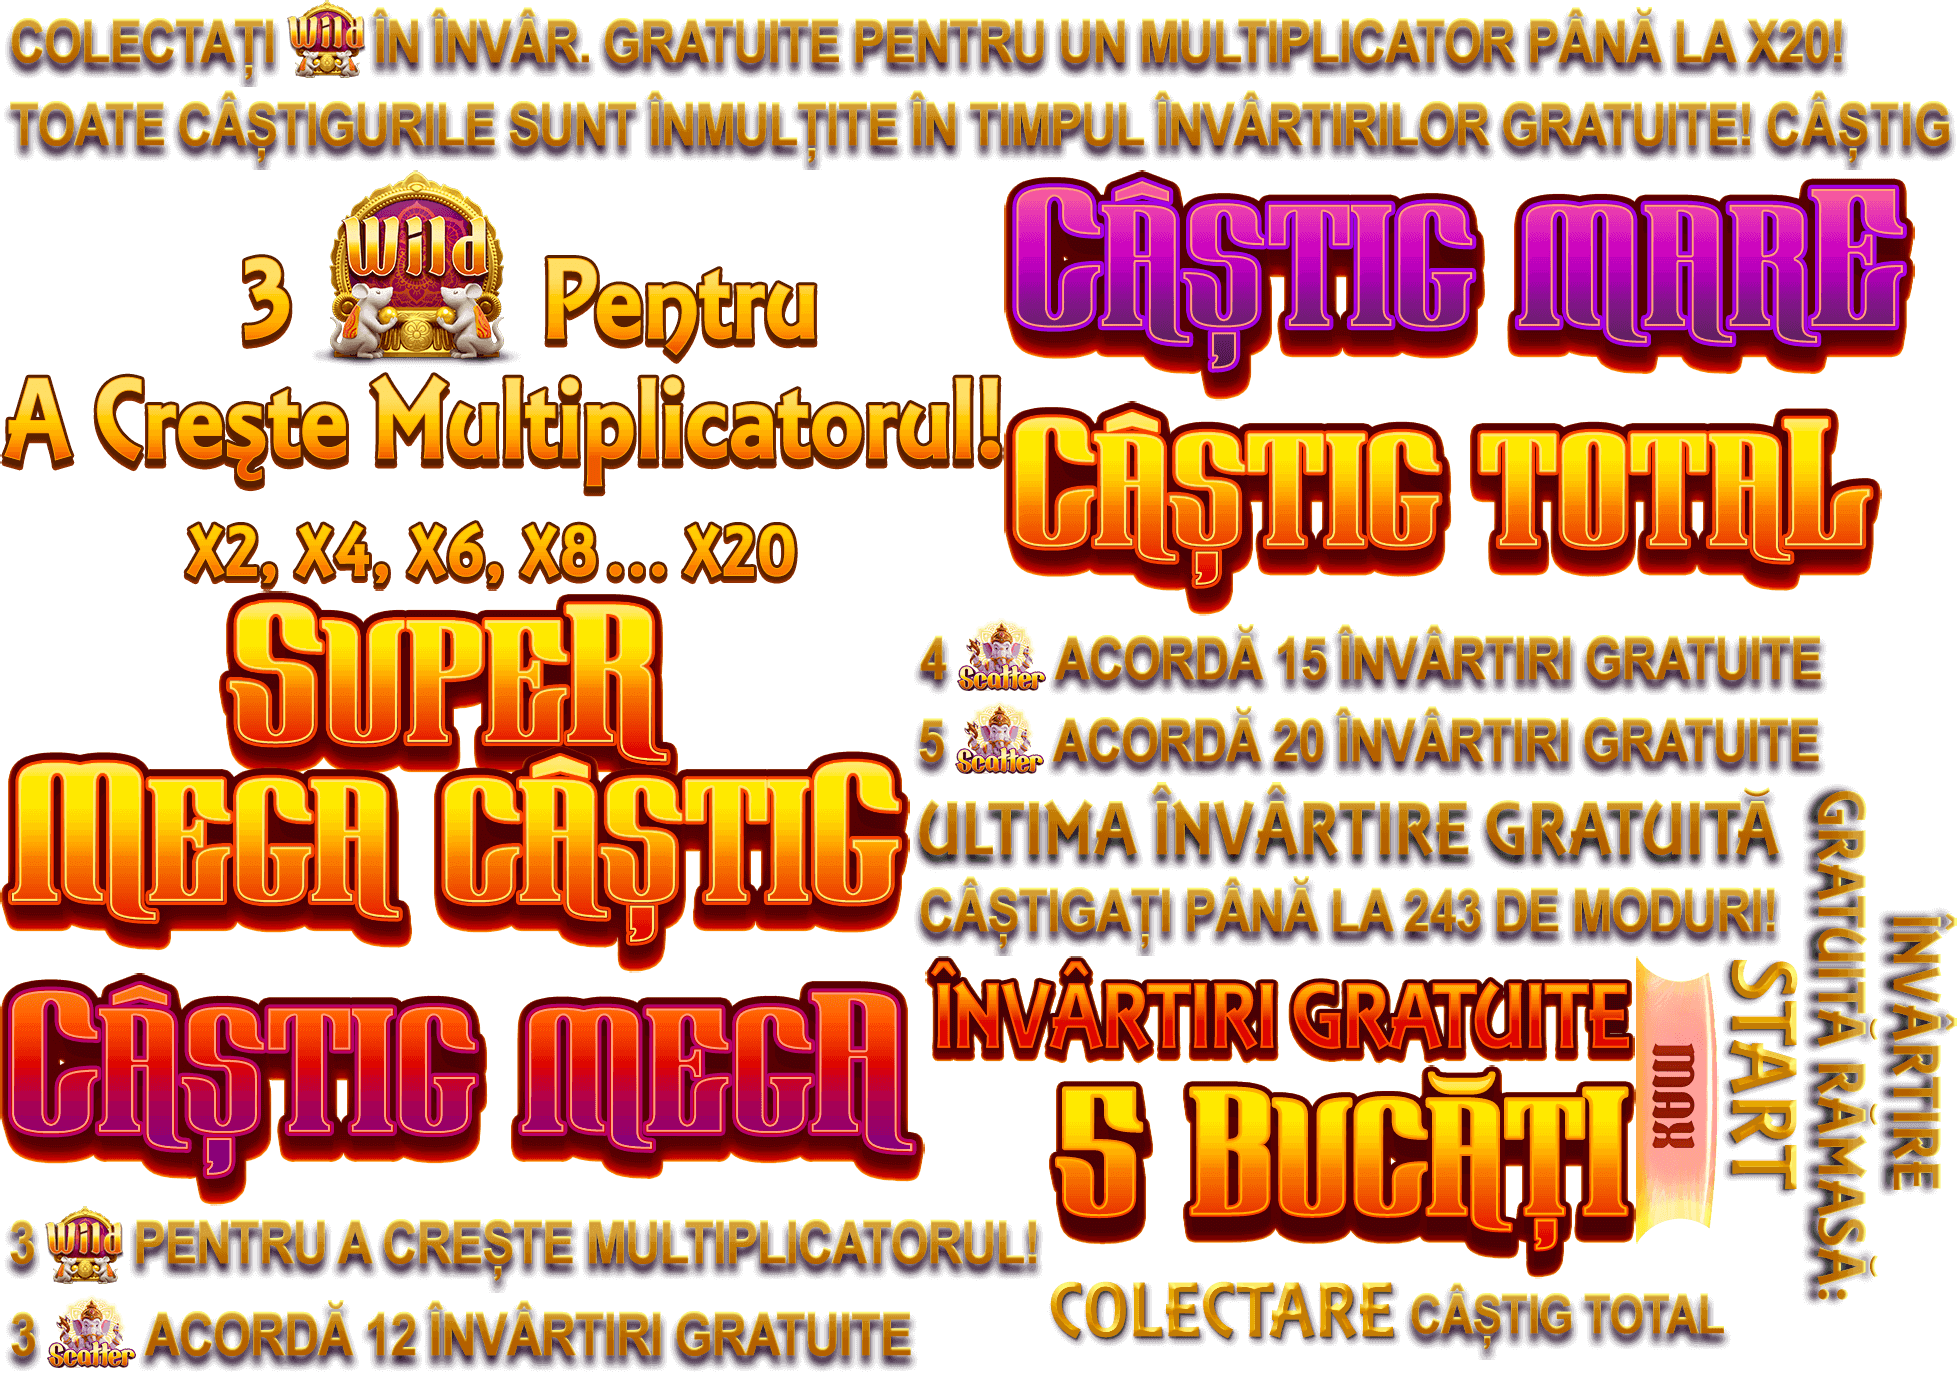 COLECTAȚI Wild ÎN ÎNVÂR. GRATUITE PENTRU UN MULTIPLICATOR PÂNĂ LA X20!
TOATE CÂȘTIGURILE SUNT ÎNMULȚITE ÎN TIMPUL ÎNVÂRTIRILOR GRATUITE! CÂȘTIG
3 Wild Pentru
A Crește Multiplicatorul!
X2, X4, X6, X8... X20
CÂȘTIG MARE
CÂȘTIG TOTAL
SUPER
MEGA CÂȘTIG
4 Scatter ACORDĂ 15 ÎNVÂRTIRI GRATUITE
5 Scatter ACORDĂ 20 ÎNVÂRTIRI GRATUITE
ULTIMA ÎNVÂRTIRE GRATUITĂ
CÂȘTIGAȚI PÂNĂ LA 243 DE MODURI!
CÂȘTIG MEGA
ÎNVÂRTIRI GRATUITE
5 BUCĂȚI
MAX
START
ÎNVÂRTIRE
GRATUITĂ RĂMASĂ:
3 Wild PENTRU A CREȘTE MULTIPLICATORUL!
3 Scatter ACORDĂ 12 ÎNVÂRTIRI GRATUITE
COLECTARE CÂȘTIG TOTAL